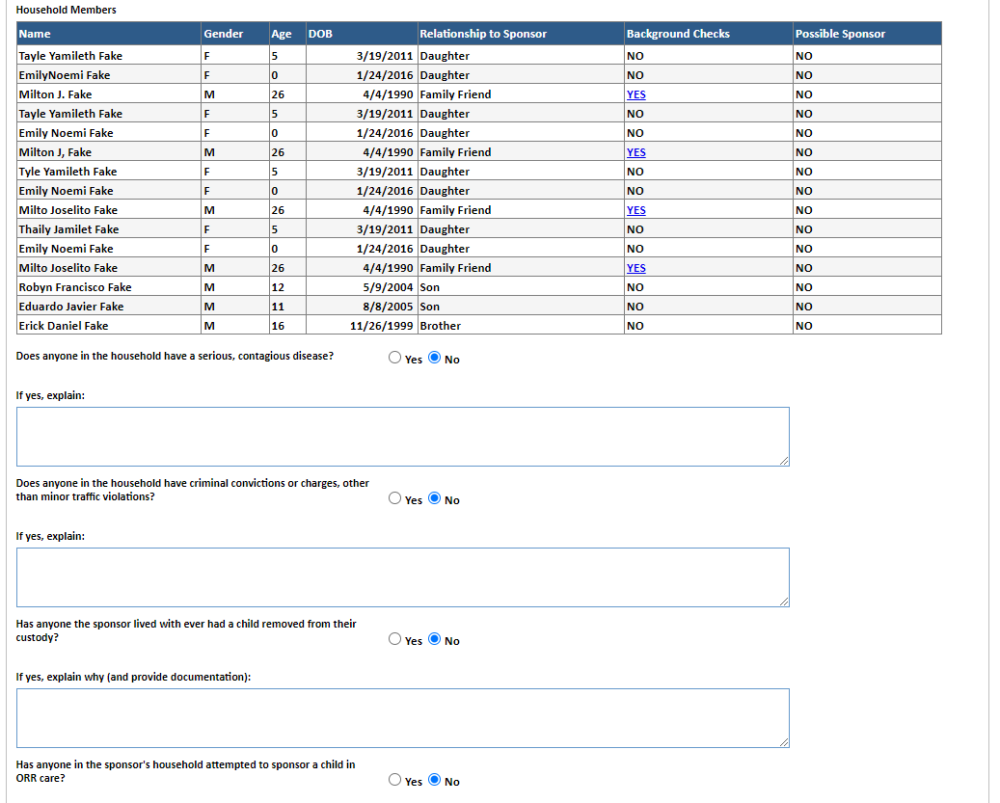 Household Members
Name Gender Age DOB Relationship to Sponsor Background Checks Possible Sponsor
Tayle Yamileth Fake F 5 3/19/2011 Daughter NO NO
EmilyNoemi Fake F 0 1/24/2016 Daughter NO NO
Milton J. Fake M 26 4/4/1990 Family Friend YES NO
Tayle Yamileth Fake F 5 3/19/2011 Daughter NO NO
Emily Noemi Fake F 0 1/24/2016 Daughter NO NO
Milton J, Fake M 26 4/4/1990 Family Friend YES NO
Tyle Yamileth Fake F 5 3/19/2011 Daughter NO NO
Emily Noemi Fake F 0 1/24/2016 Daughter NO NO
Milto Joselito Fake M 26 4/4/1990 Family Friend YES NO
Thaily Jamilet Fake F 5 3/19/2011 Daughter NO NO
Emily Noemi Fake F 0 1/24/2016 Daughter NO NO
Milto Joselito Fake M 26 4/4/1990 Family Friend YES NO
Robyn Francisco Fake M 12 5/9/2004 Son NO NO
Eduardo Javier Fake M 11 8/8/2005 Son NO NO
Erick Daniel Fake M 16 11/26/1999 Brother NO NO
Does anyone in the household have a serious, contagious disease? Yes No
If yes, explain:
Does anyone in the household have criminal convictions or charges, other
than minor traffic violations? Yes No
If yes, explain:
Has anyone the sponsor lived with ever had a child removed from their
custody? Yes No
If yes, explain why (and provide documentation):
Has anyone in the sponsor's household attempted to sponsor a child in
ORR care? Yes No